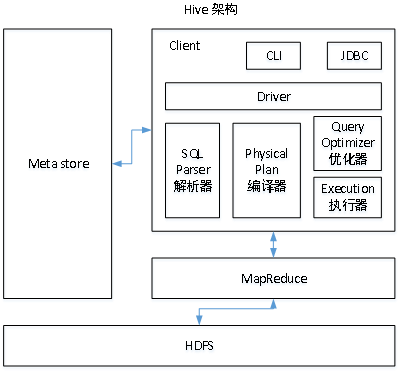 Hive 架构
Client
CLI
JDBC
Driver
Meta store
SQL
Parser
解析器
Physical
Plan
编译器
Query
Optimizer
优化器
Execution
执行器
MapReduce
HDFS